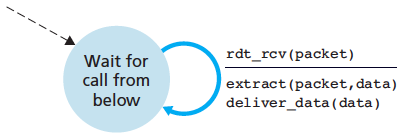 Wait for
call from
below
rdt_rcv(packet)
extract(packet,data)
deliver_data(data)